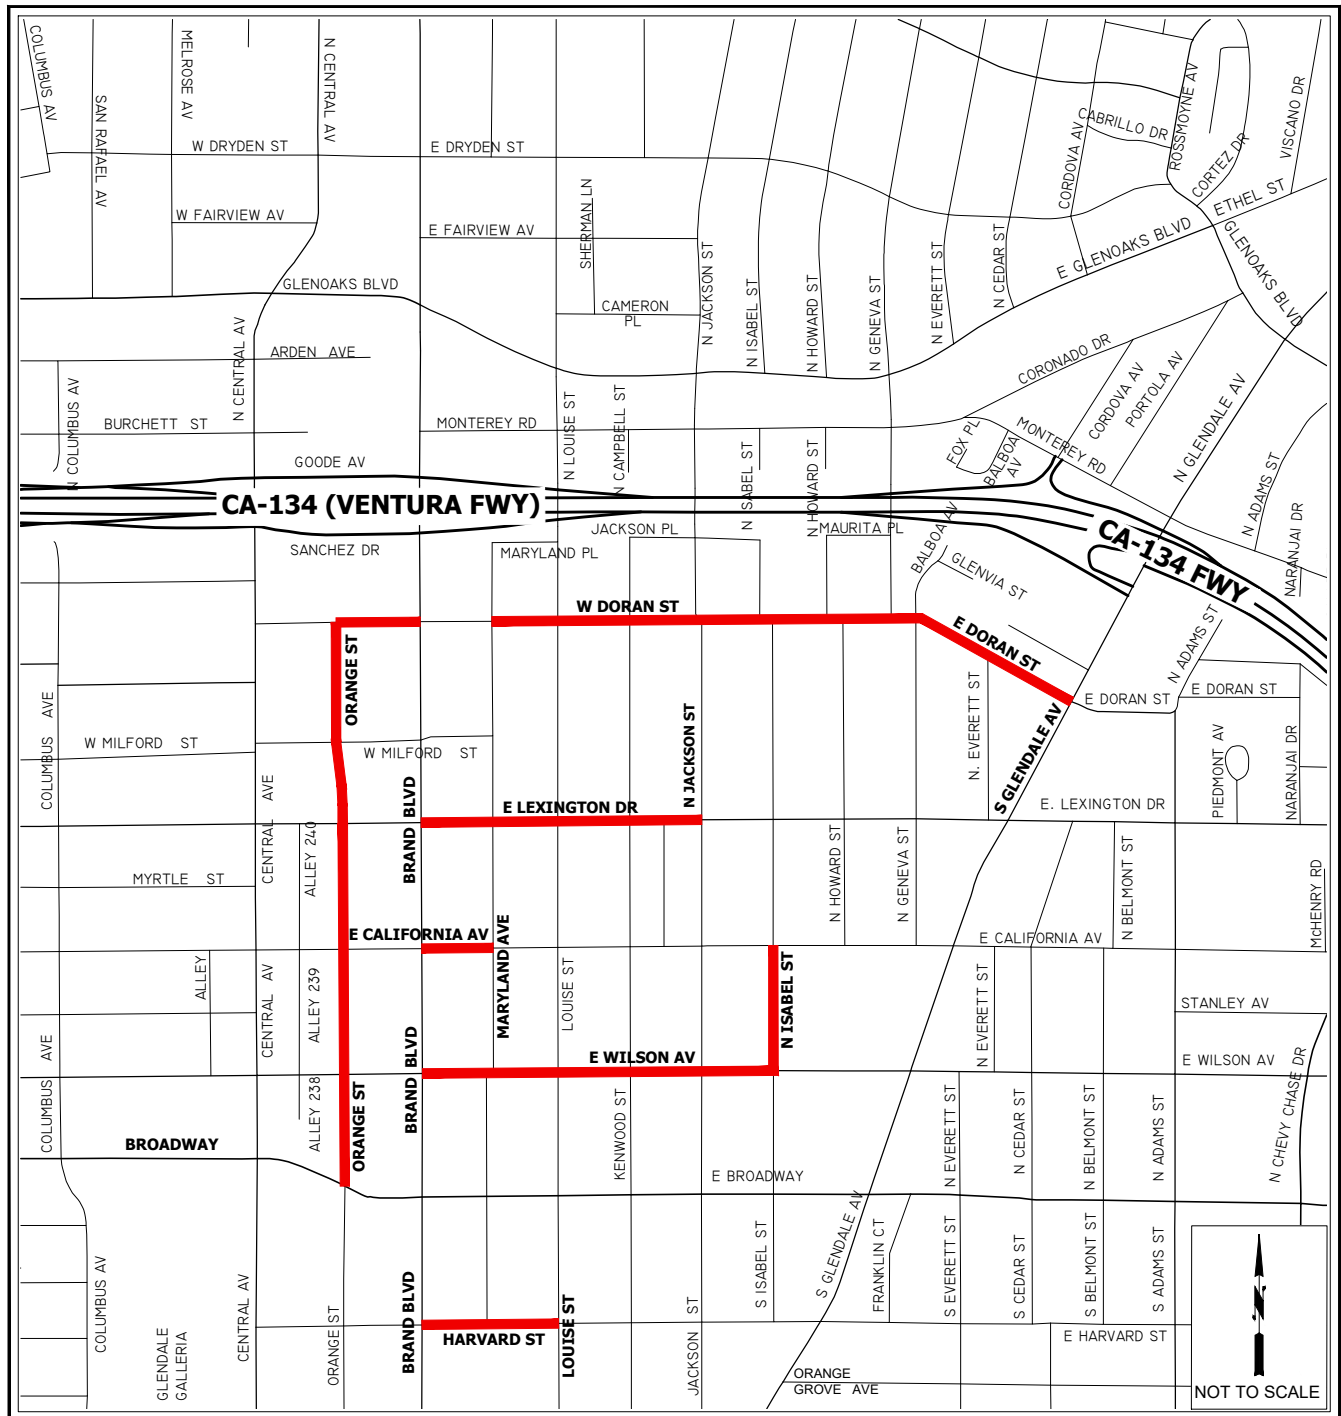 COLUMBUS AV
SAN RAFAEL AV
MELROSE AV
N CENTRAL AV
W DRYDEN ST
E DRYDEN ST
CABRILLO DR
CORDOVA AV
ROSSMOYNE AV
CORTEZ DR
VISCANO DR
ETHEL ST
W FAIRVIEW AV
E FAIRVIEW AV
SHERMAN LN
E GLENOAKS BLVD
GLENOAKS BLVD
GLENOAKS BLVD
CAMERON
PL
N JACKSON ST
N ISABEL ST
N HOWARD ST
N GENEVA ST
N EVERETT ST
N CEDAR ST
N CENTRAL AV
ARDEN AVE
CORONADO DR
CORDOVA AV
PORTOLA AV
N GLENDALE AV
N COLUMBUS AV
BURCHETT ST
MONTEREY RD
N LOUISE ST
N CAMPBELL ST
N ISABEL ST
N HOWARD ST
FOX PL
BALBOA
AV
MONTEREY RD
N ADAMS ST
NARANJAI DR
GOODE AV
CA-134 (VENTURA FWY)
CA-134 FWY
JACKSON PL
MAURITA PL
BALBOA AV
SANCHEZ DR
MARYLAND PL
GLENVIA ST
W DORAN ST
E DORAN ST
N ADAMS ST
E DORAN ST
E DORAN ST
ORANGE ST
COLUMBUS AVE
W MILFORD ST
W MILFORD ST
N JACKSON ST
N. EVERETT ST
S GLENDALE AV
PIEDMONT AV
NARANJAI DR
CENTRAL AVE
ALLEY 240
BRAND BLVD
E LEXINGTON DR
E. LEXINGTON DR
MYRTLE ST
N HOWARD ST
N GENEVA ST
N BELMONT ST
MCHENRY RD
E CALIFORNIA AV
MARYLAND AVE
E CALIFORNIA AV
ALLEY
CENTRAL AV
ALLEY 239
LOUISE ST
N ISABEL ST
N EVERETT ST
STANLEY AV
COLUMBUS AVE
BRAND BLVD
E WILSON AV
E WILSON AV
ALLEY 238
ORANGE ST
KENWOOD ST
N EVERETT ST
N CEDAR ST
N BELMONT ST
N ADAMS ST
N CHEVY CHASE DR
BROADWAY
E BROADWAY
COLUMBUS AV
GLENDALE
GALLERIA
CENTRAL AV
ORANGE ST
BRAND BLVD
HARVARD ST
LOUISE ST
JACKSON ST
S ISABEL ST
S GLENDALE AV
FRANKLIN CT
S EVERETT ST
S CEDAR ST
S BELMONT ST
S ADAMS ST
E HARVARD ST
ORANGE
GROVE AVE
N
NOT TO SCALE